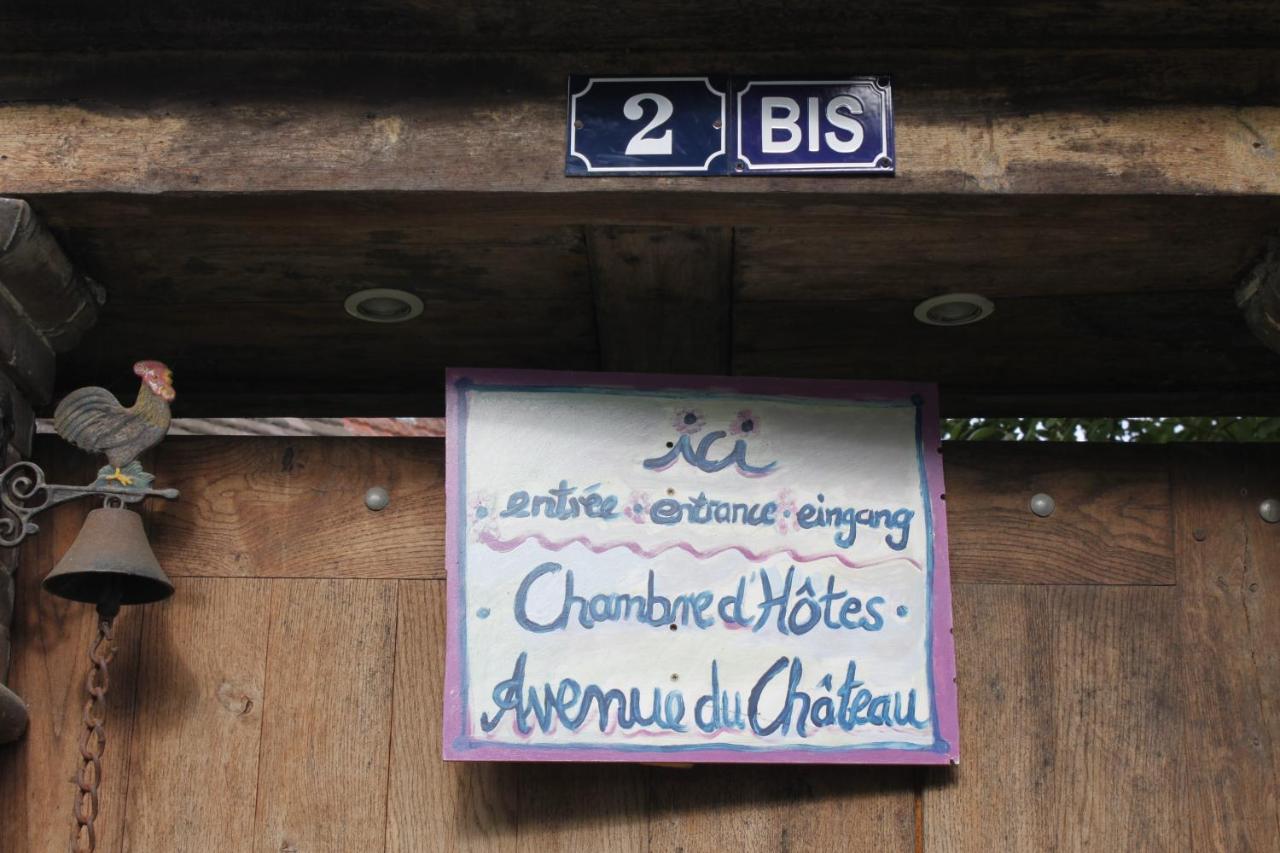 2 BIS
ici
• entrée • entrance • eingang
• Chambre d'Hôtes •
Avenue du Château